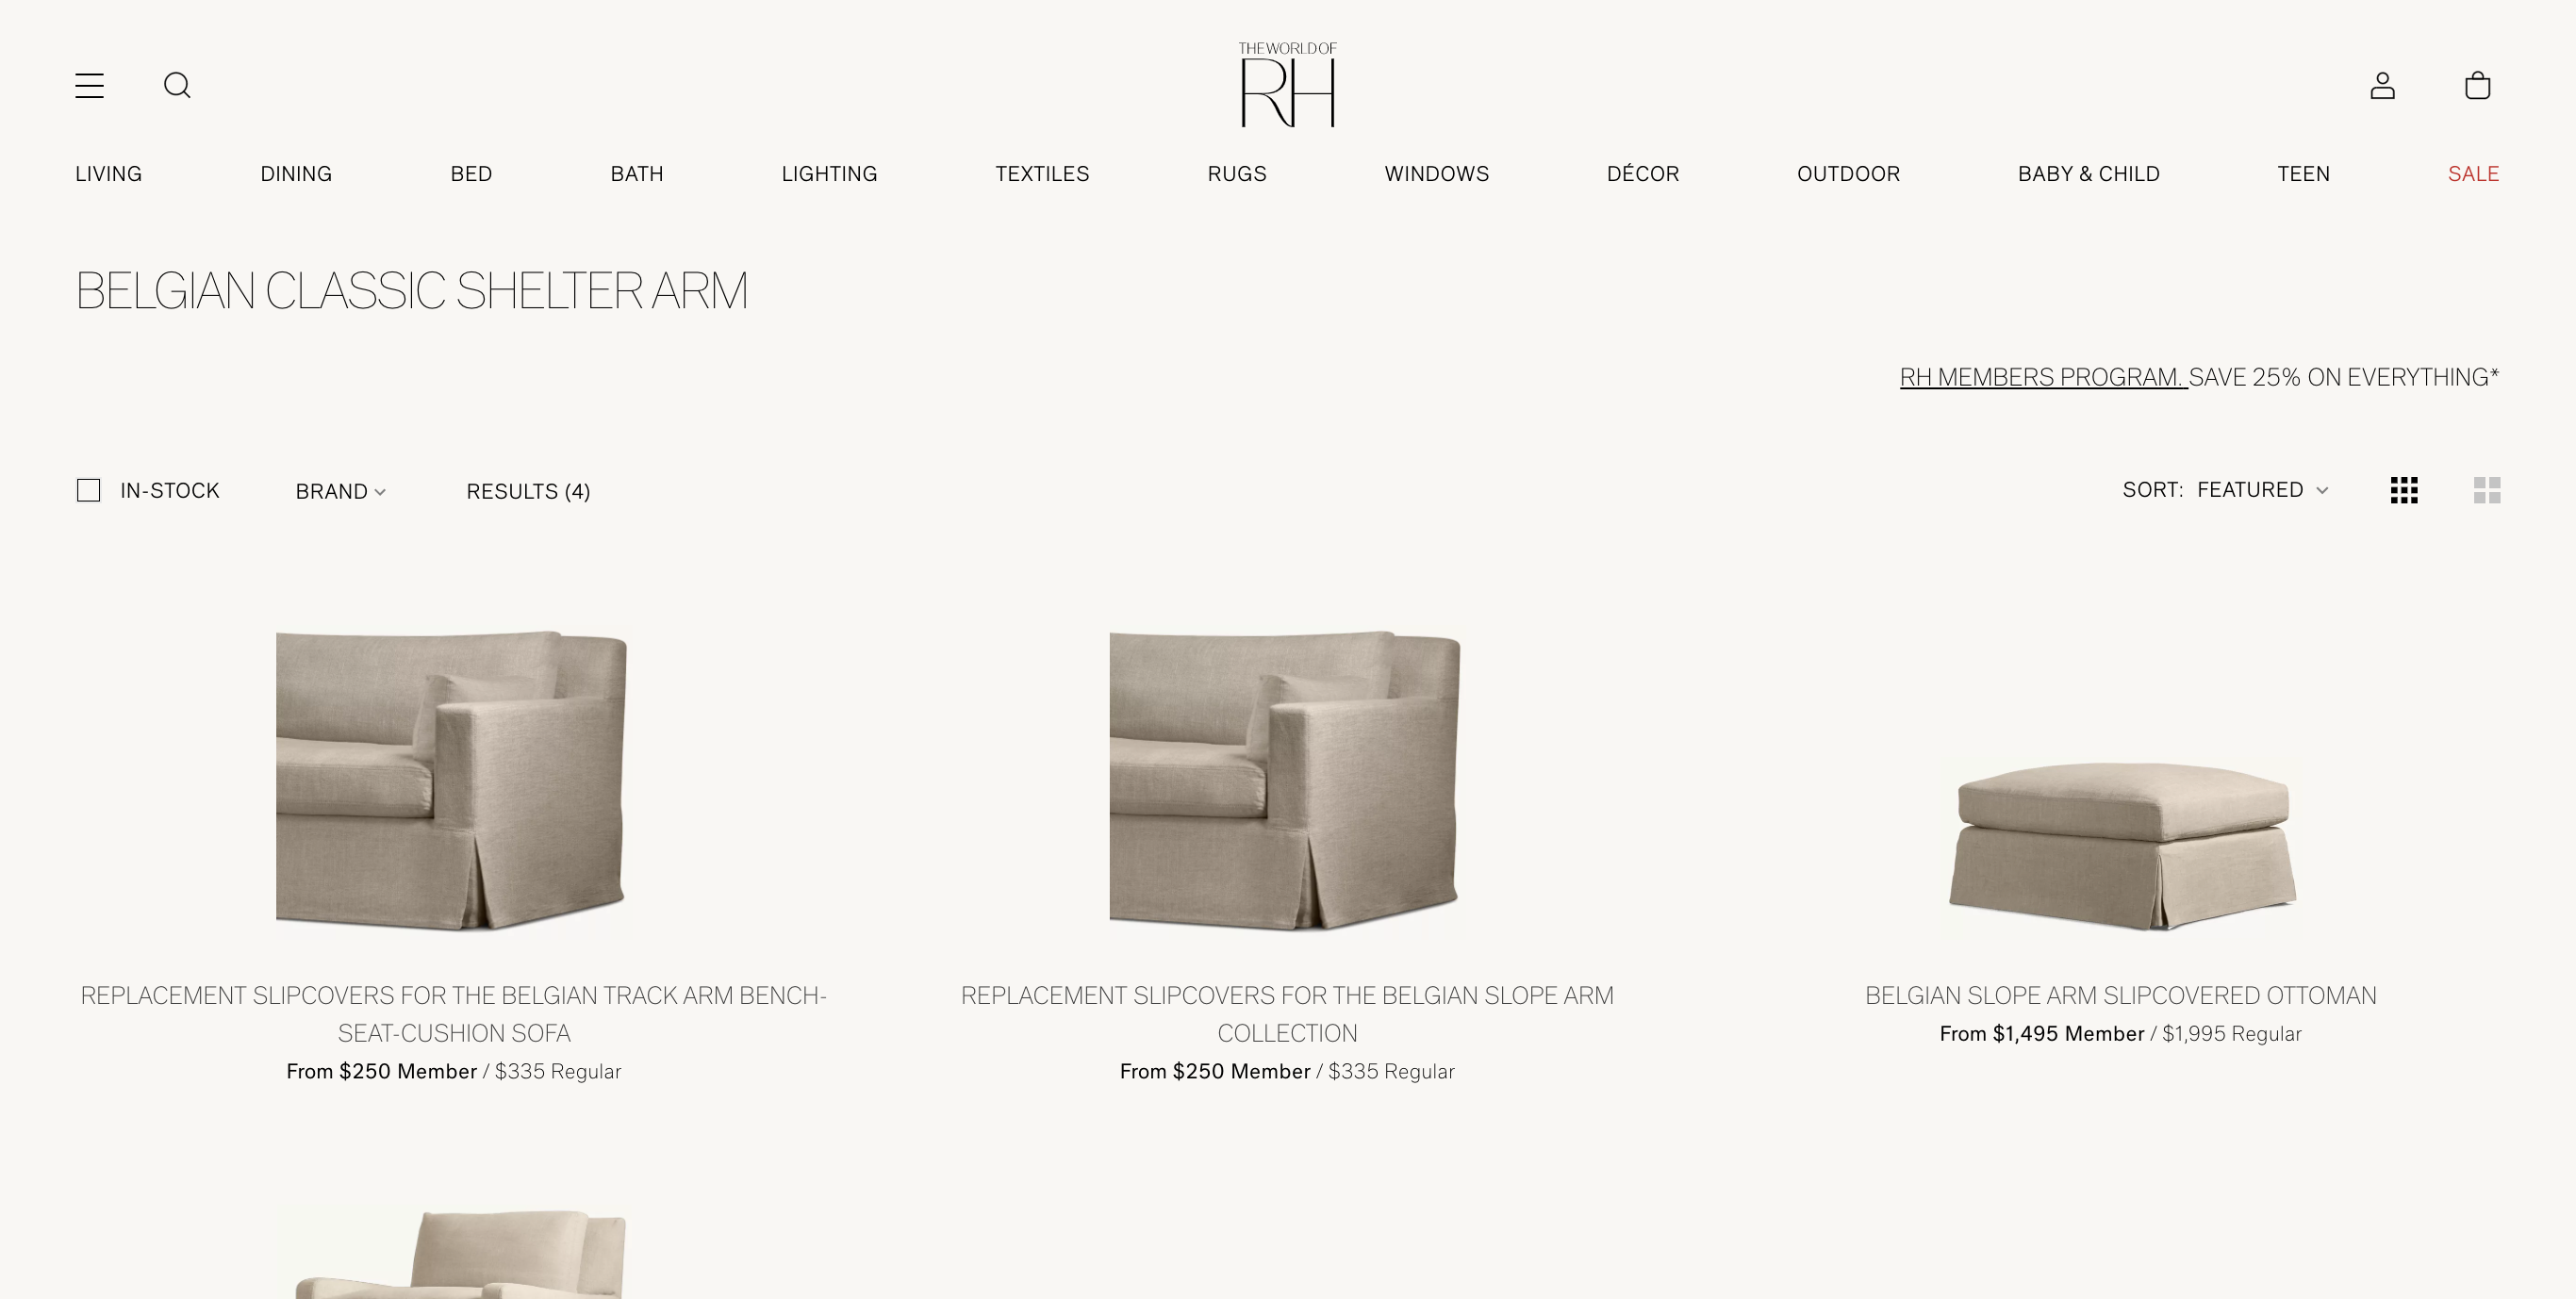 THE WORLD OF
RH
LIVING DINING BED BATH LIGHTING TEXTILES RUGS WINDOWS DÉCOR OUTDOOR BABY & CHILD TEEN SALE
BELGIAN CLASSIC SHELTER ARM
RH MEMBERS PROGRAM. SAVE 25% ON EVERYTHING*
IN-STOCK BRAND RESULTS (4) SORT: FEATURED
REPLACEMENT SLIPCOVERS FOR THE BELGIAN TRACK ARM BENCH-
SEAT-CUSHION SOFA
From $250 Member / $335 Regular
REPLACEMENT SLIPCOVERS FOR THE BELGIAN SLOPE ARM
COLLECTION
From $250 Member / $335 Regular
BELGIAN SLOPE ARM SLIPCOVERED OTTOMAN
From $1,495 Member / $1,995 Regular